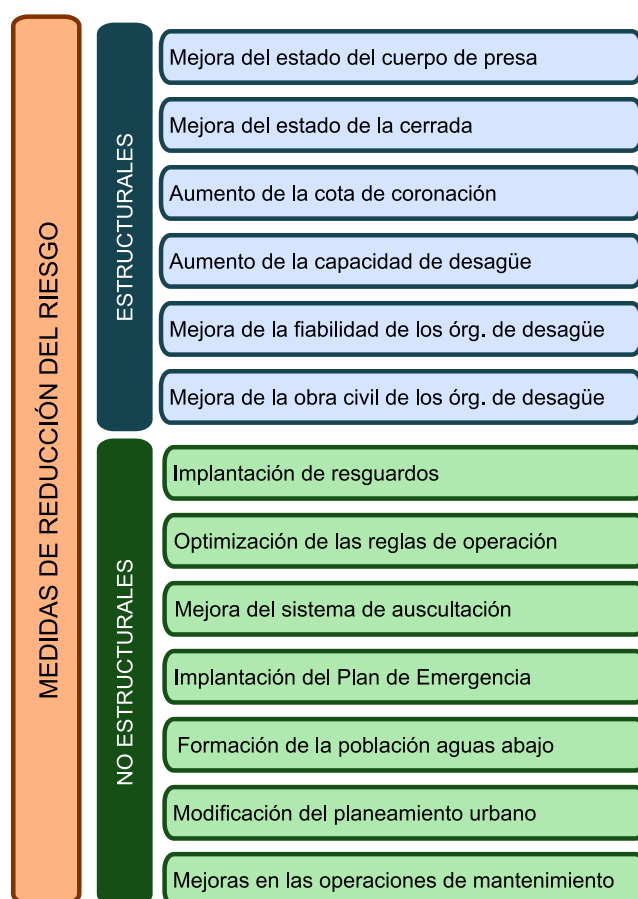 MEDIDAS DE REDUCCIÓN DEL RIESGO
ESTRUCTURALES
Mejora del estado del cuerpo de presa
Mejora del estado de la cerrada
Aumento de la cota de coronación
Aumento de la capacidad de desagüe
Mejora de la fiabilidad de los órg. de desagüe
Mejora de la obra civil de los órg. de desagüe
NO ESTRUCTURALES
Implantación de resguardos
Optimización de las reglas de operación
Mejora del sistema de auscultación
Implantación del Plan de Emergencia
Formación de la población aguas abajo
Modificación del planeamiento urbano
Mejoras en las operaciones de mantenimiento